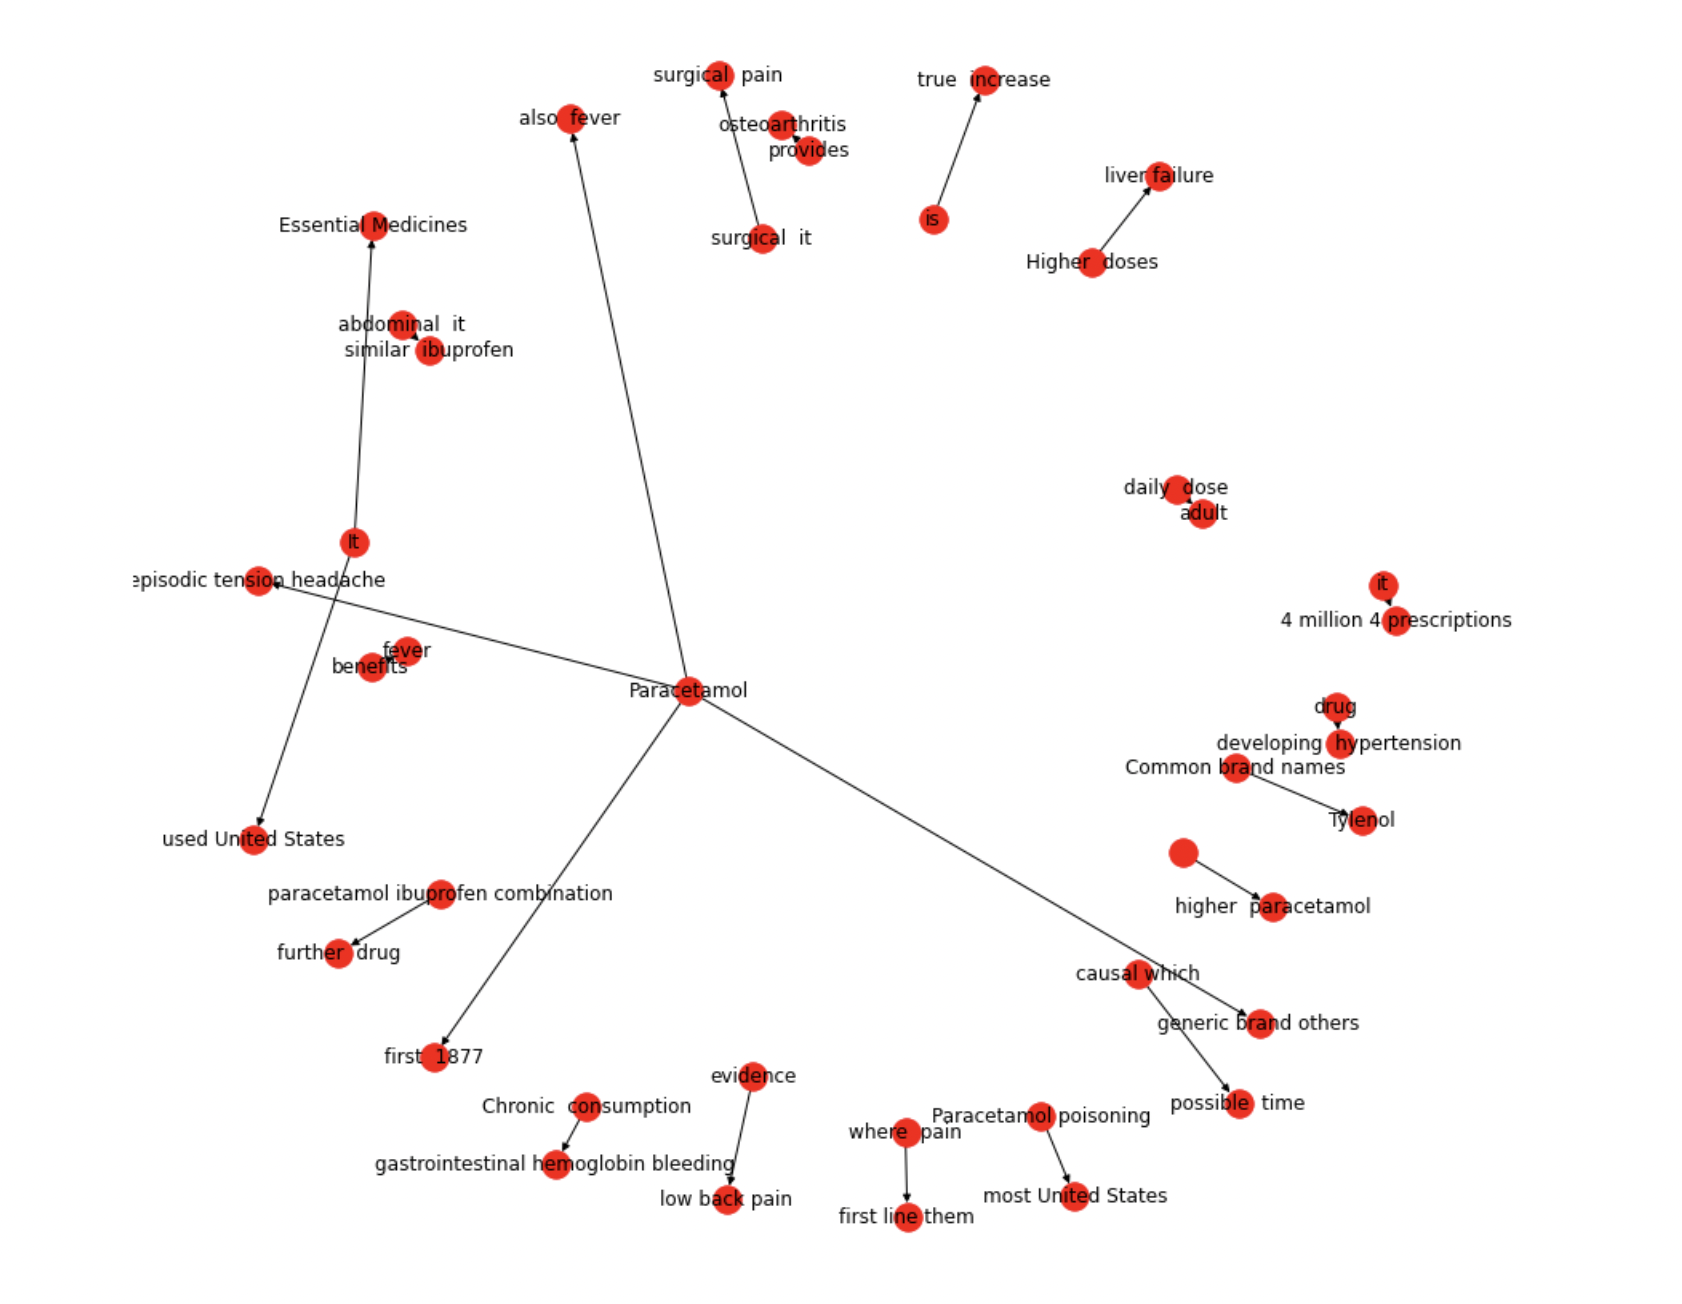 surgical pain
true increase
also fever
osteoarthritis
provides
liver failure
Essential Medicines
is
surgical it
Higher doses
abdominal it
similar ibuprofen
daily dose
adult
It
episodic tension headache
it
4 million 4 prescriptions
fever
benefits
Paracetamol
drug
developing hypertension
Common brand names
Tylenol
used United States
paracetamol ibuprofen combination
higher paracetamol
further drug
causal which
generic brand others
first 1877
evidence
possible time
Chronic consumption
Paracetamol poisoning
where pain
gastrointestinal hemoglobin bleeding
low back pain
most United States
first line them